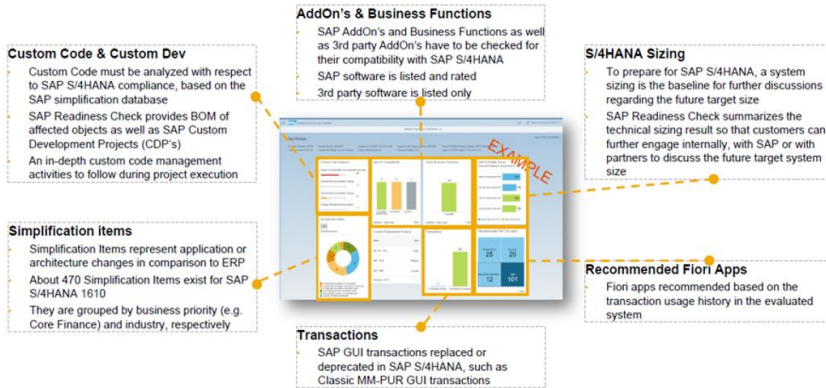 AddOn's & Business Functions
SAP AddOn's and Business Functions as well
as 3rd party AddOn's have to be checked for
their compatibility with SAP S/4HANA
SAP software is listed and rated
3rd party software is listed only
Custom Code & Custom Dev
Custom Code must be analyzed with respect
to SAP S/4HANA compliance, based on the
SAP simplification database
SAP Readiness Check provides BOM of
affected objects as well as SAP Custom
Development Projects (CDP's)
An in-depth custom code management
activities to follow during project execution
S/4HANA Sizing
To prepare for SAP S/4HANA, a system
sizing is the baseline for further discussions
regarding the future target size
SAP Readiness Check summarizes the
technical sizing result so that customers can
further engage internally, with SAP or with
partners to discuss the future target system
size
EXAMPLE
25
20
12
101
Simplification items
Simplification Items represent application or
architecture changes in comparison to ERP
About 470 Simplification Items exist for SAP
S/4HANA 1610
They are grouped by business priority (e.g.
Core Finance) and industry, respectively
Recommended Fiori Apps
Fiori apps recommended based on the
transaction usage history in the evaluated
system
Transactions
SAP GUI transactions replaced or
deprecated in SAP S/4HANA, such as
Classic MM-PUR GUI transactions